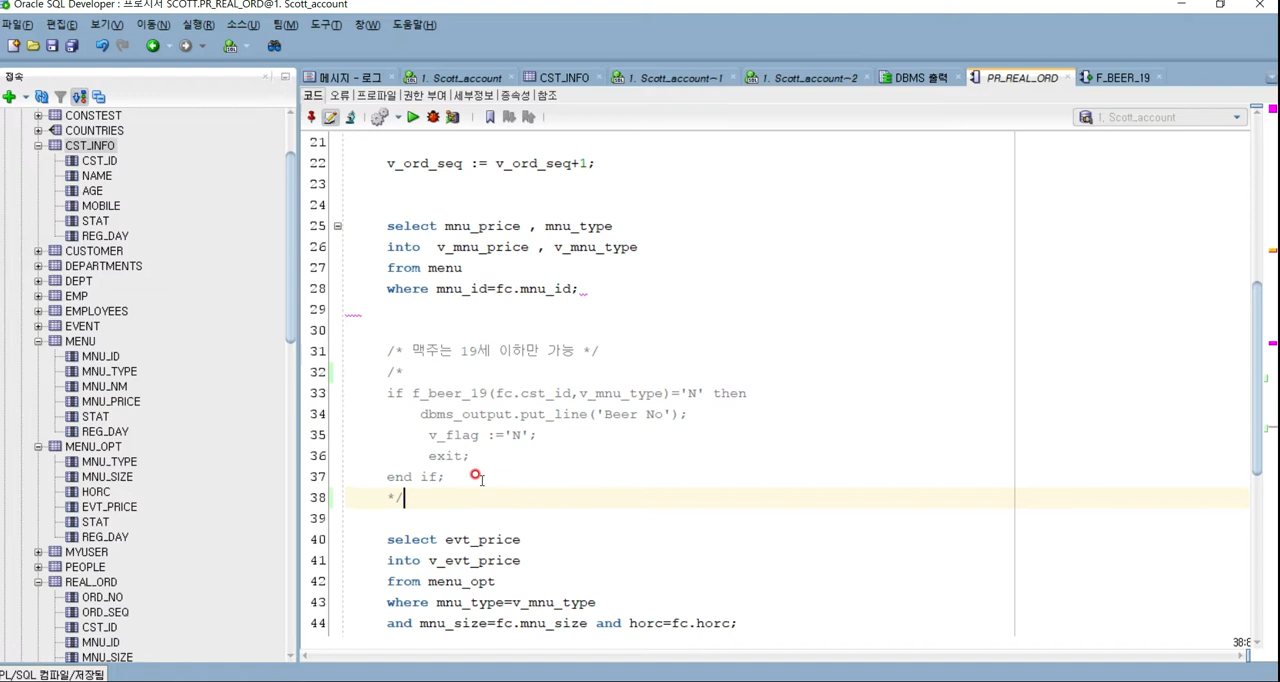 Oracle SQL Developer : 프로시저 SCOTT.PR_REAL_ORD@1. Scott_account
파일(F) 편집(E) 보기(V) 이동(N) 실행(R) 소스(U) 팀(M) 도구(T) 창(W) 도움말(H)
접속
메시지 - 로그 1. Scott_account CST_INFO 1. Scott_account~1 1. Scott_account~2 DBMS 출력 PR_REAL_ORD F_BEER_19
코드 오류 프로파일 권한 부여 세부정보 종속성 참조
1. Scott_account
CONSTEST
COUNTRIES
CST_INFO
CST_ID
NAME
AGE
MOBILE
STAT
REG_DAY
CUSTOMER
DEPARTMENTS
DEPT
EMP
EMPLOYEES
EVENT
MENU
MNU_ID
MNU_TYPE
MNU_NM
MNU_PRICE
STAT
REG_DAY
MENU_OPT
MNU_TYPE
MNU_SIZE
HORC
EVT_PRICE
STAT
REG_DAY
MYUSER
PEOPLE
REAL_ORD
ORD_NO
ORD_SEQ
CST_ID
MNU_ID
MNU_SIZE
21
22 v_ord_seq := v_ord_seq+1;
23
24
25 select mnu_price , mnu_type
26 into v_mnu_price , v_mnu_type
27 from menu
28 where mnu_id=fc.mnu_id;
29
30
31 /* 맥주는 19세 이하만 가능 */
32 /*
33 if f_beer_19(fc.cst_id,v_mnu_type)='N' then
34 dbms_output.put_line('Beer No');
35 v_flag :='N';
36 exit;
37 end if;
38 */
39
40 select evt_price
41 into v_evt_price
42 from menu_opt
43 where mnu_type=v_mnu_type
44 and mnu_size=fc.mnu_size and horc=fc.horc;
PL/SQL 컴파일/저장됨